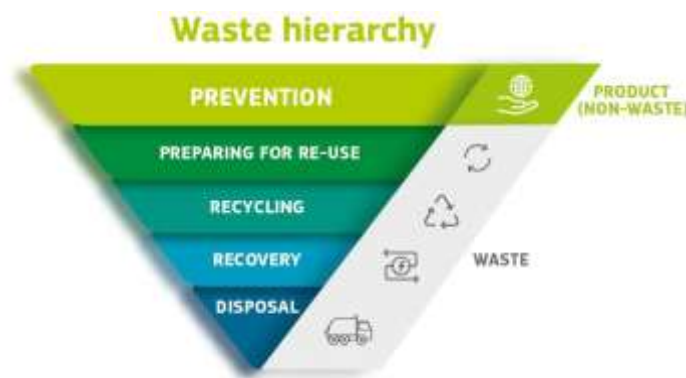 Waste hierarchy
PREVENTION
PRODUCT
(NON-WASTE)
PREPARING FOR RE-USE
RECYCLING
RECOVERY
WASTE
DISPOSAL